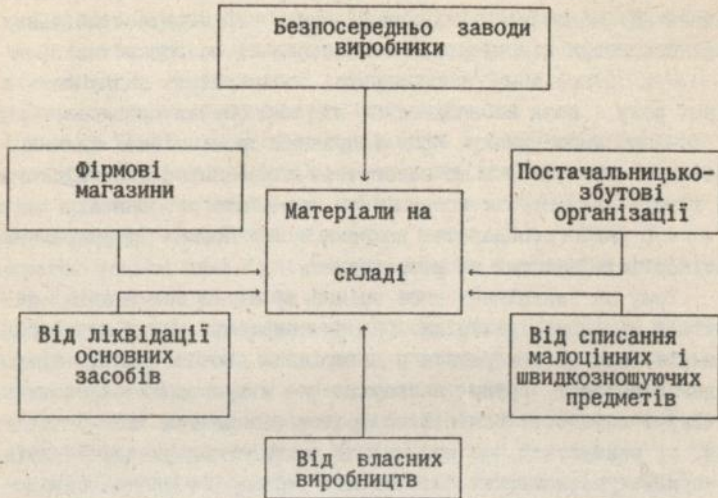 Безпосередньо заводи
виробники
Фірмові
магазини
Матеріали на
складі
Постачальницько-
збутові
організації
Від ліквідації
основних
засобів
Від списання
малоцінних і
швидкозношуючих
предметів
Від власних
виробництв